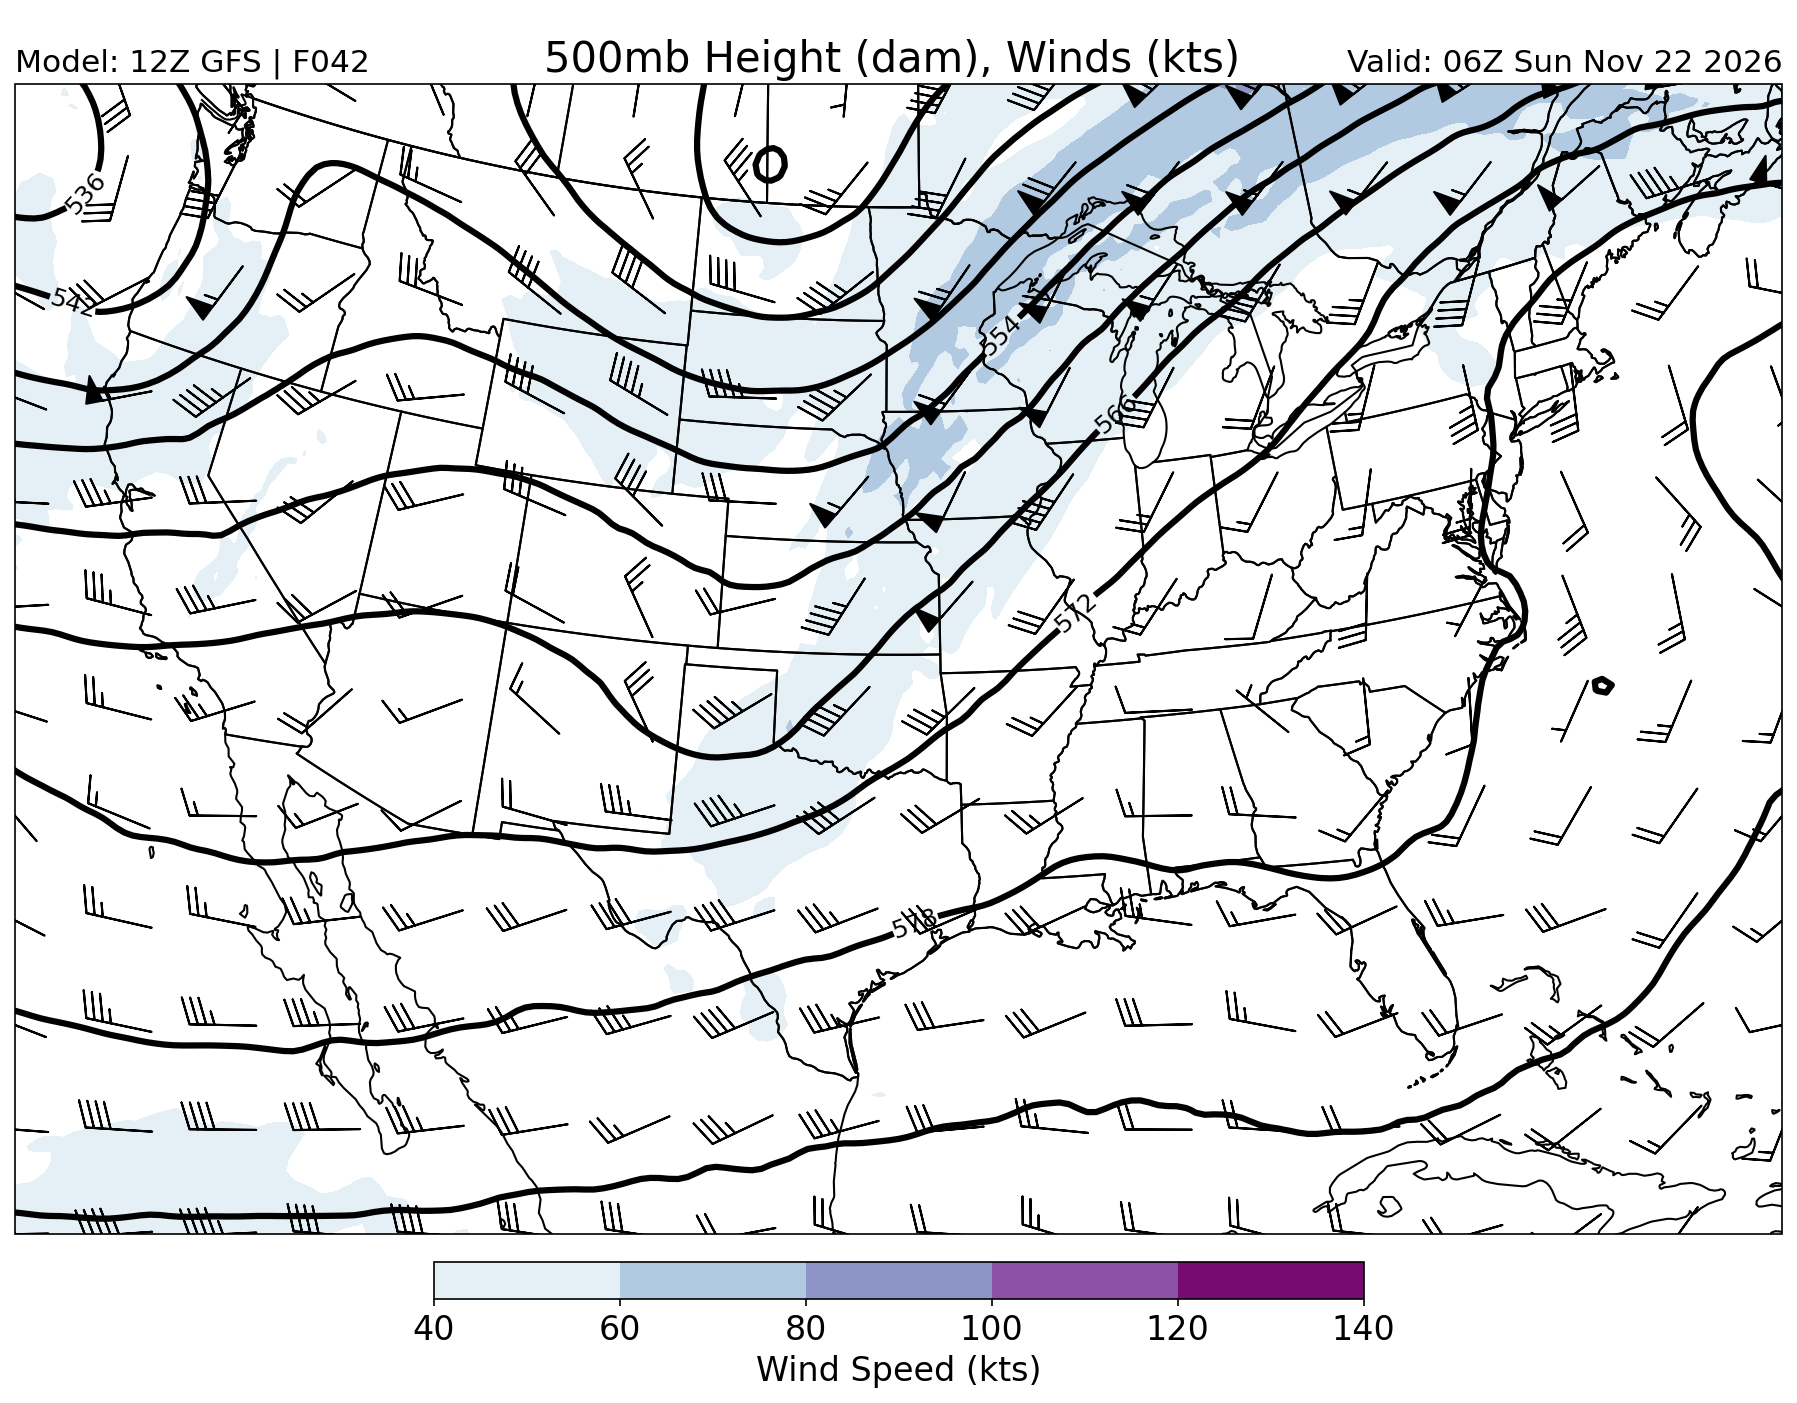 Model: 12Z GFS | F042
500mb Height (dam), Winds (kts)
Valid: 06Z Sun Nov 22 2026
536
542
554
566
572
578
40 60 80 100 120 140
Wind Speed (kts)